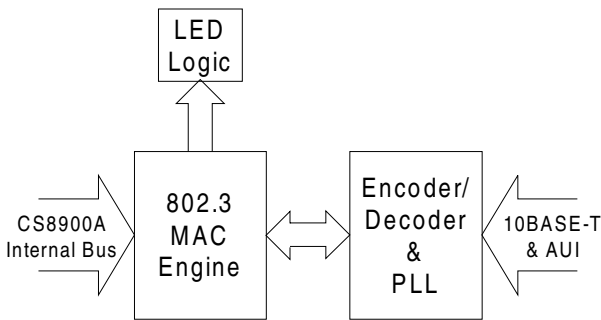 LED
Logic
CS8900A
Internal Bus
802.3
MAC
Engine
Encoder/
Decoder
&
PLL
10BASE-T
& AUI